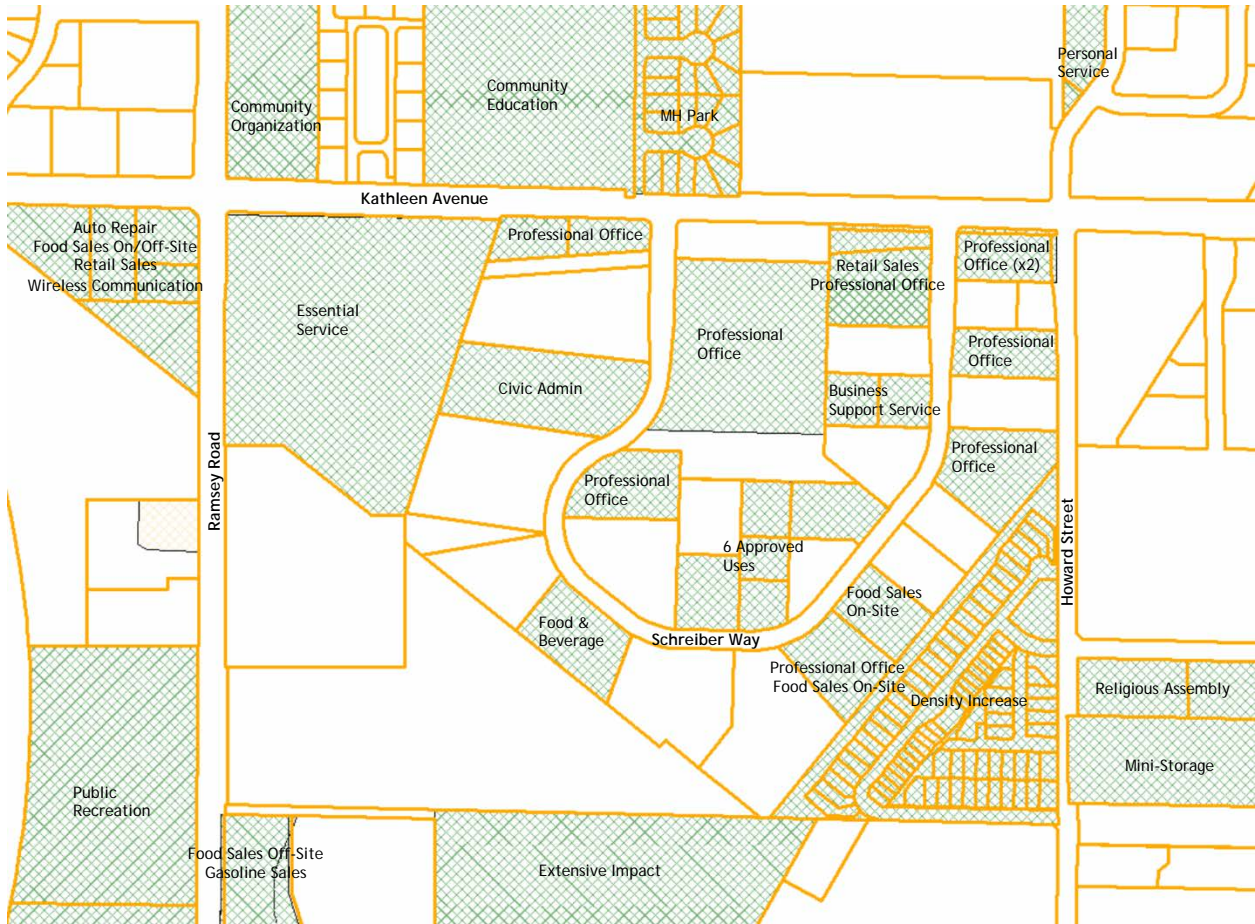 Personal
Service
Community
Education
Community
Organization
MH Park
Kathleen Avenue
Auto Repair
Food Sales On/Off-Site
Retail Sales
Wireless Communication
Professional Office
Professional
Office (x2)
Retail Sales
Professional Office
Essential
Service
Professional
Office
Professional
Office
Civic Admin
Business
Support Service
Professional
Office
Professional
Office
Ramsey Road
Howard Street
6 Approved
Uses
Food Sales
On-Site
Food &
Beverage
Schreiber Way
Professional Office
Food Sales On-Site
Density Increase
Religious Assembly
Mini-Storage
Public
Recreation
Food Sales Off-Site
Gasoline Sales
Extensive Impact